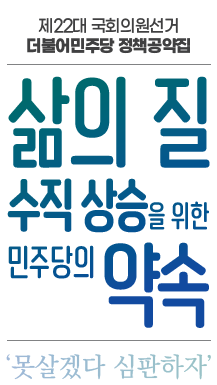 제22대 국회의원선거
더불어민주당 정책공약집
삶의 질
수직 상승을 위한
민주당의 약속
‘못살겠다 심판하자’